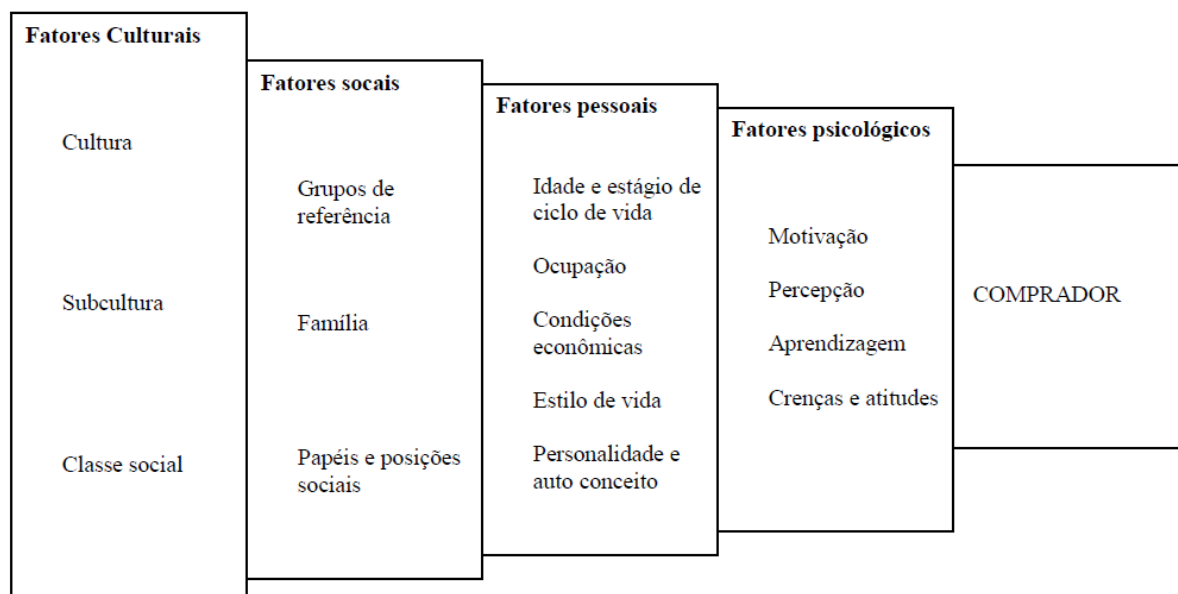 Fatores Culturais
Cultura
Subcultura
Classe social
Fatores socais
Grupos de
referência
Família
Papéis e posições
sociais
Fatores pessoais
Idade e estágio de
ciclo de vida
Ocupação
Condições
econômicas
Estilo de vida
Personalidade e
auto conceito
Fatores psicológicos
Motivação
Percepção
Aprendizagem
Crenças e atitudes
COMPRADOR